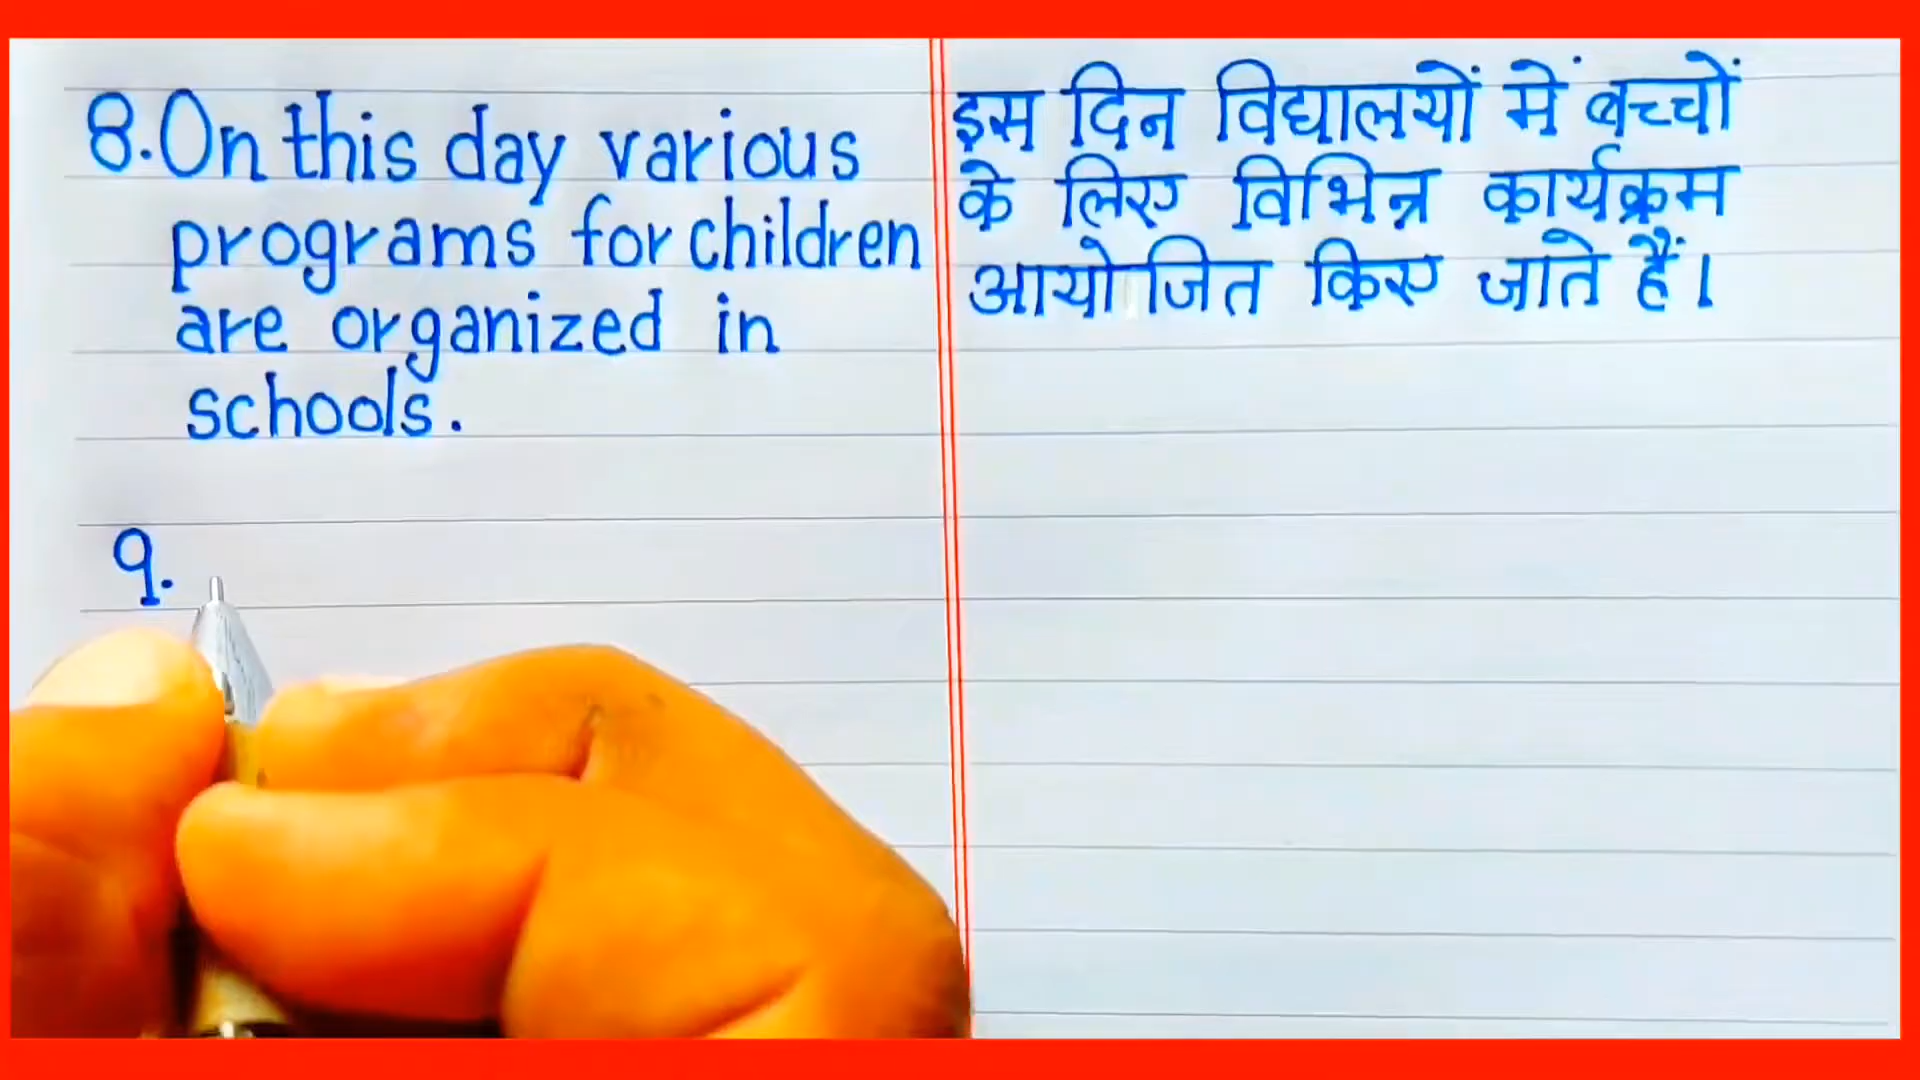 8. On this day various
programs for children
are organized in
schools.
9.
इस दिन विद्यालयों में बच्चों
के लिए विभिन्न कार्यक्रम
आयोजित किए जाते हैं।